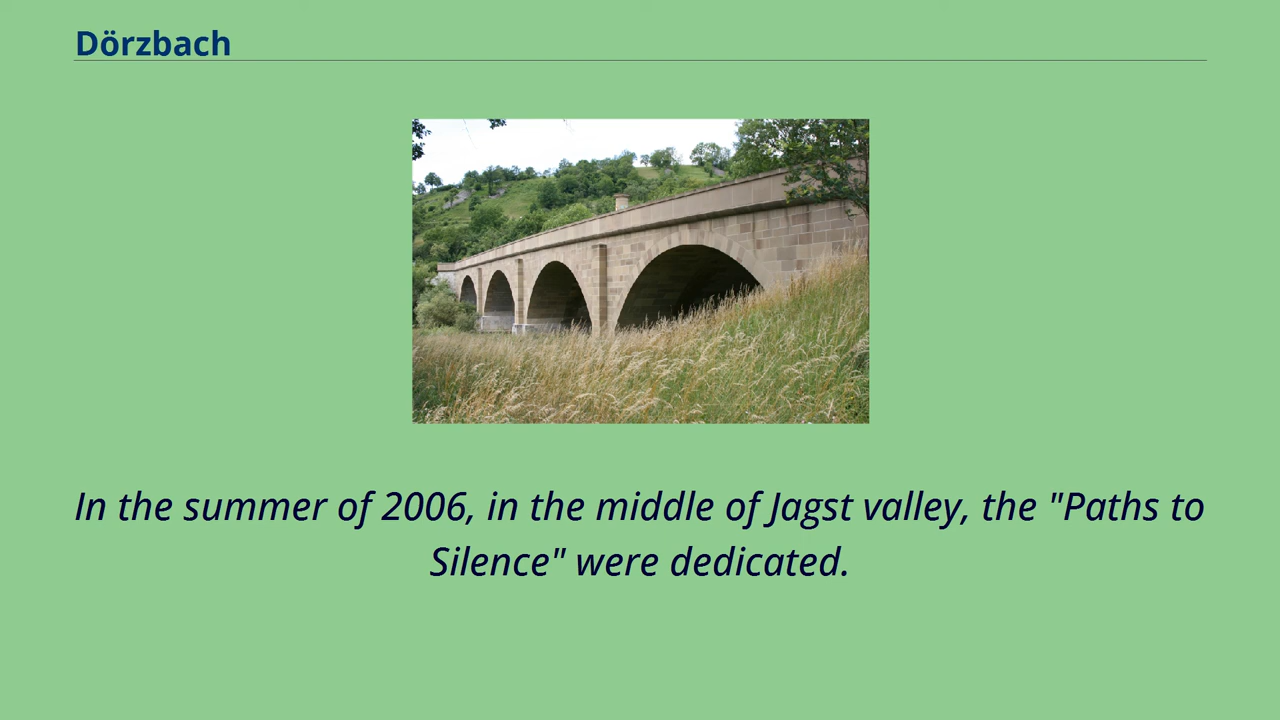 Dörzbach
In the summer of 2006, in the middle of Jagst valley, the "Paths to
Silence" were dedicated.